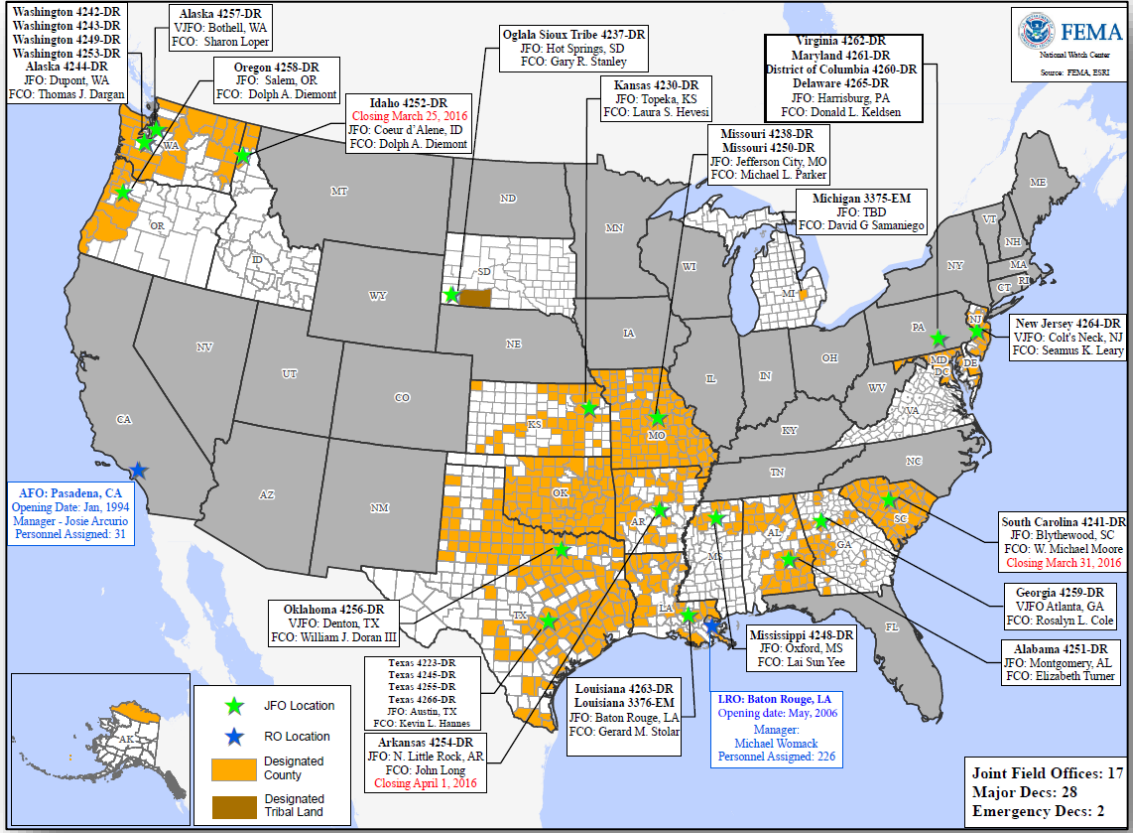 Washington 4242-DR
Washington 4243-DR
Washington 4249-DR
Washington 4253-DR
Alaska 4244-DR
JFO: Dupont, WA
FCO: Thomas J. Dargan
Alaska 4257-DR
VJFO: Bothell, WA
FCO: Sharon Loper
Oregon 4258-DR
JFO: Salem, OR
FCO: Dolph A. Diemont
Idaho 4252-DR
Closing March 25, 2016
JFO: Coeur d'Alene, ID
FCO: Dolph A. Diemont
Oglala Sioux Tribe 4237-DR
JFO: Hot Springs, SD
FCO: Gary R. Stanley
Kansas 4230-DR
JFO: Topeka, KS
FCO: Laura S. Hevesi
Virginia 4262-DR
Maryland 4261-DR
District of Columbia 4260-DR
Delaware 4265-DR
JFO: Harrisburg, PA
FCO: Donald L. Keldsen
FEMA
National Watch Center
Source: FEMA, ESRI
Missouri 4238-DR
Missouri 4250-DR
JFO: Jefferson City, MO
FCO: Michael L. Parker
Michigan 3375-EM
JFO: TBD
FCO: David G Samaniego
New Jersey 4264-DR
VJFO: Colt's Neck, NJ
FCO: Seamus K. Leary
WA
MT
ND
MN
ME
VT
NH
MA
CT
RI
NY
OR
ID
SD
WI
MI
WY
IA
PA
NJ
NV
UT
NE
IL
IN
OH
MD
DC
DE
WV
VA
CA
CO
KS
MO
KY
AZ
NM
OK
AR
TN
NC
SC
MS
AL
GA
TX
LA
FL
AK
AFO: Pasadena, CA
Opening Date: Jan, 1994
Manager - Josie Arcurio
Personnel Assigned: 31
South Carolina 4241-DR
JFO: Blythewood, SC
FCO: W. Michael Moore
Closing March 31, 2016
Georgia 4259-DR
VJFO Atlanta, GA
FCO: Rosalyn L. Cole
Alabama 4251-DR
JFO: Montgomery, AL
FCO: Elizabeth Turner
Oklahoma 4256-DR
VJFO: Denton, TX
FCO: William J. Doran III
Mississippi 4248-DR
JFO: Oxford, MS
FCO: Lai Sun Yee
Texas 4223-DR
Texas 4245-DR
Texas 4255-DR
Texas 4266-DR
JFO: Austin, TX
FCO: Kevin L. Hannes
Louisiana 4263-DR
Louisiana 3376-EM
JFO: Baton Rouge, LA
FCO: Gerard M. Stolar
LRO: Baton Rouge, LA
Opening date: May, 2006
Manager:
Michael Womack
Personnel Assigned: 226
Arkansas 4254-DR
JFO: N. Little Rock, AR
FCO: John Long
Closing April 1, 2016
JFO Location
RO Location
Designated
County
Designated
Tribal Land
Joint Field Offices: 17
Major Decs: 28
Emergency Decs: 2